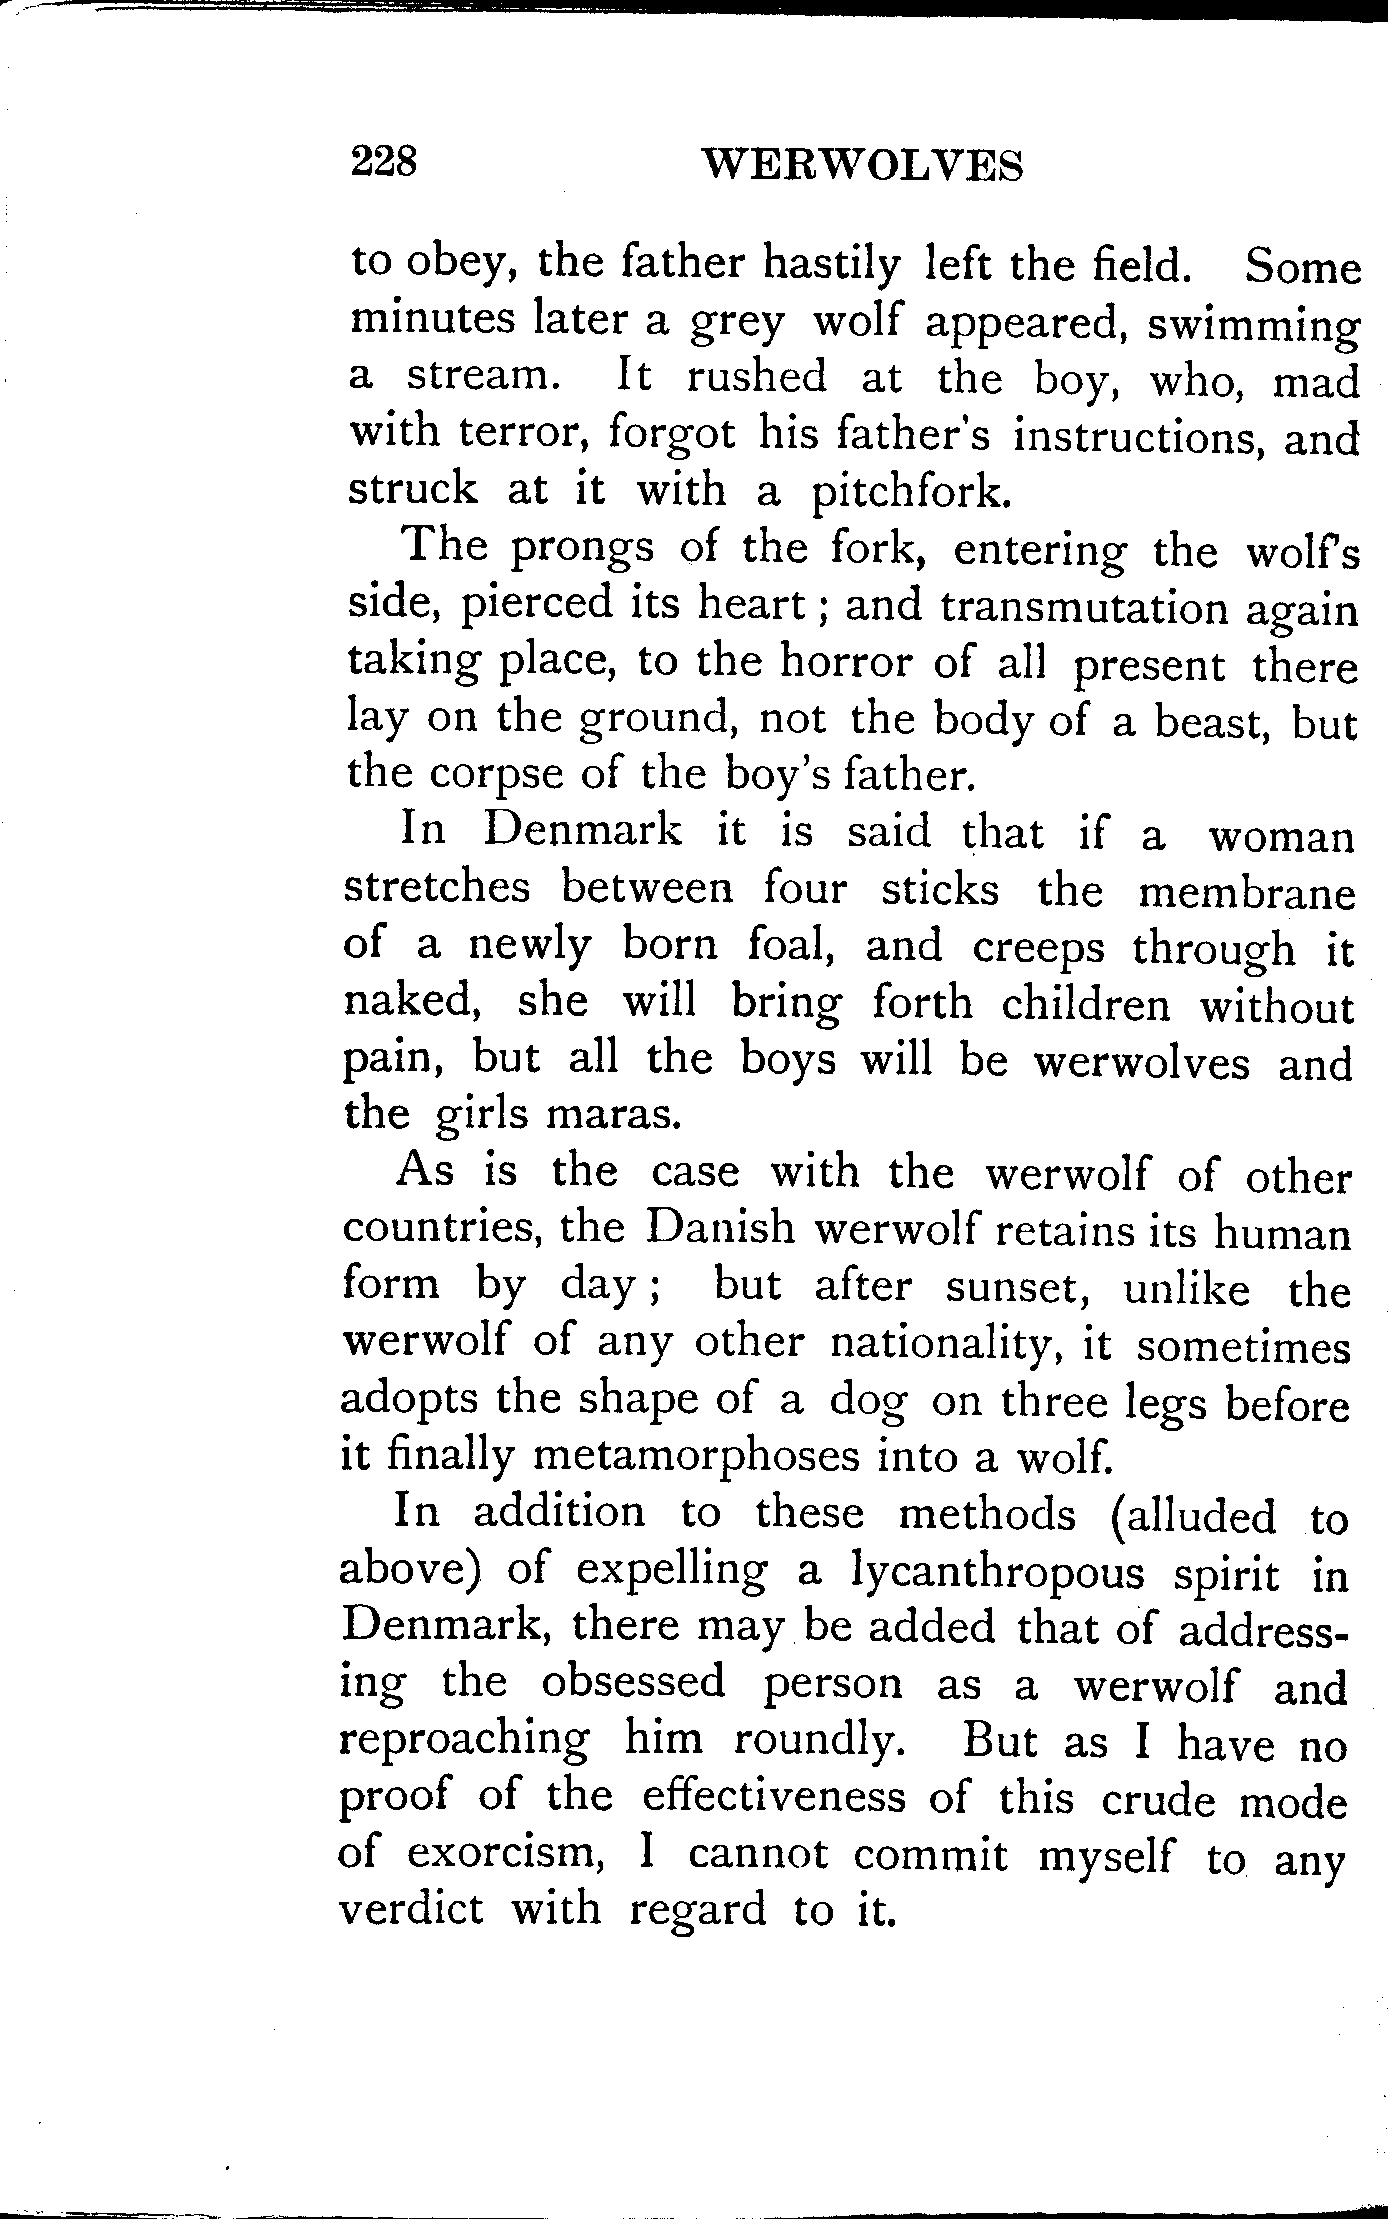 228 WERWOLVES
to obey, the father hastily left the field. Some
minutes later a grey wolf appeared, swimming
a stream. It rushed at the boy, who, mad
with terror, forgot his father's instructions, and
struck at it with a pitchfork.
The prongs of the fork, entering the wolf's
side, pierced its heart; and transmutation again
taking place, to the horror of all present there
lay on the ground, not the body of a beast, but
the corpse of the boy's father.
In Denmark it is said that if a woman
stretches between four sticks the membrane
of a newly born foal, and creeps through it
naked, she will bring forth children without
pain, but all the boys will be werwolves and
the girls maras.
As is the case with the werwolf of other
countries, the Danish werwolf retains its human
form by day; but after sunset, unlike the
werwolf of any other nationality, it sometimes
adopts the shape of a dog on three legs before
it finally metamorphoses into a wolf.
In addition to these methods (alluded to
above) of expelling a lycanthropous spirit in
Denmark, there may be added that of address-
ing the obsessed person as a werwolf and
reproaching him roundly. But as I have no
proof of the effectiveness of this crude mode
of exorcism, I cannot commit myself to any
verdict with regard to it.